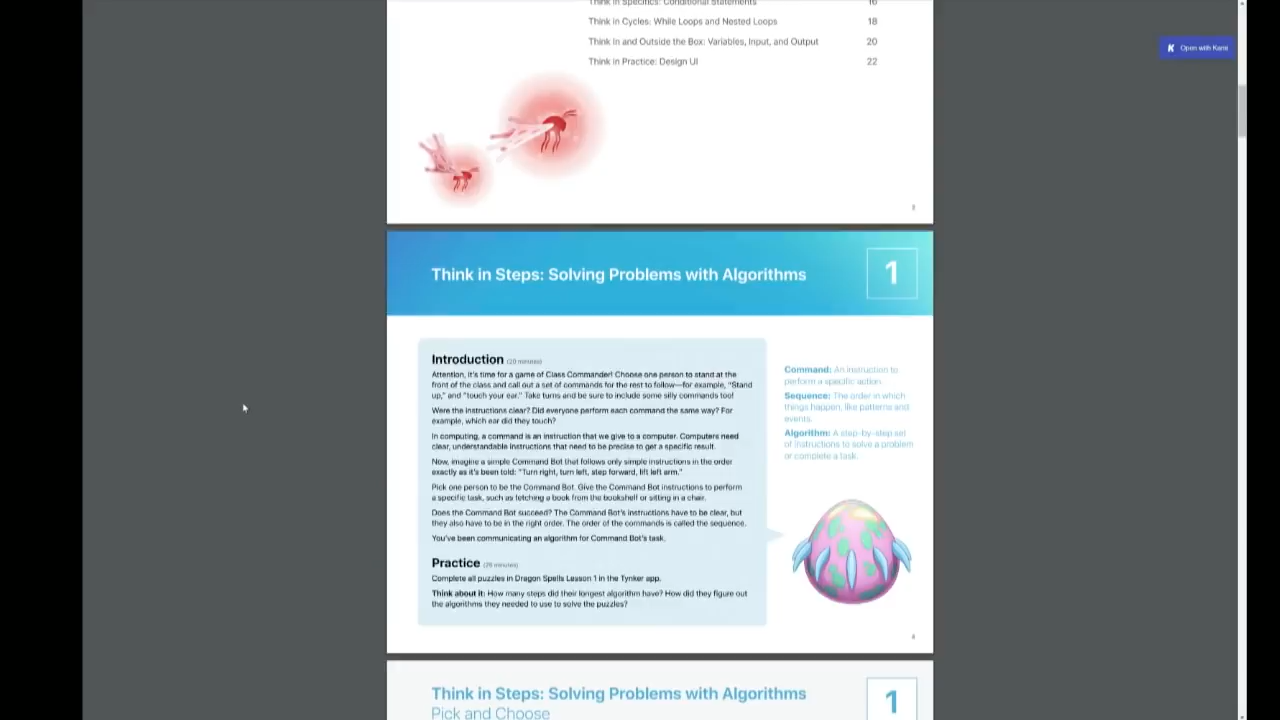 Think in Specifics: Conditional Statements 16
Think in Cycles: While Loops and Nested Loops 18
Think In and Outside the Box: Variables, Input, and Output 20
Think in Practice: Design UI 22
Open with Kami
3
Think in Steps: Solving Problems with Algorithms
1
Introduction (20 minutes)
Attention, it's time for a game of Class Commander! Choose one person to stand at the
front of the class and call out a set of commands for the rest to follow—for example, "Stand
up," and "touch your ear." Take turns and be sure to include some silly commands too!
Were the instructions clear? Did everyone perform each command the same way? For
example, which ear did they touch?
In computing, a command is an instruction that we give to a computer. Computers need
clear, understandable instructions that need to be precise to get a specific result.
Now, imagine a simple Command Bot that follows only simple instructions in the order
exactly as it's been told: "Turn right, turn left, step forward, lift left arm."
Pick one person to be the Command Bot. Give the Command Bot instructions to perform
a specific task, such as fetching a book from the bookshelf or sitting in a chair.
Does the Command Bot succeed? The Command Bot's instructions have to be clear, but
they also have to be in the right order. The order of the commands is called the sequence.
You've been communicating an algorithm for Command Bot's task.
Practice (25 minutes)
Complete all puzzles in Dragon Spells Lesson 1 in the Tynker app.
Think about it: How many steps did their longest algorithm have? How did they figure out
the algorithms they needed to use to solve the puzzles?
Command: An instruction to
perform a specific action.
Sequence: The order in which
things happen, like patterns and
events.
Algorithm: A step-by-step set
of instructions to solve a problem
or complete a task.
4
Think in Steps: Solving Problems with Algorithms
Pick and Choose
1